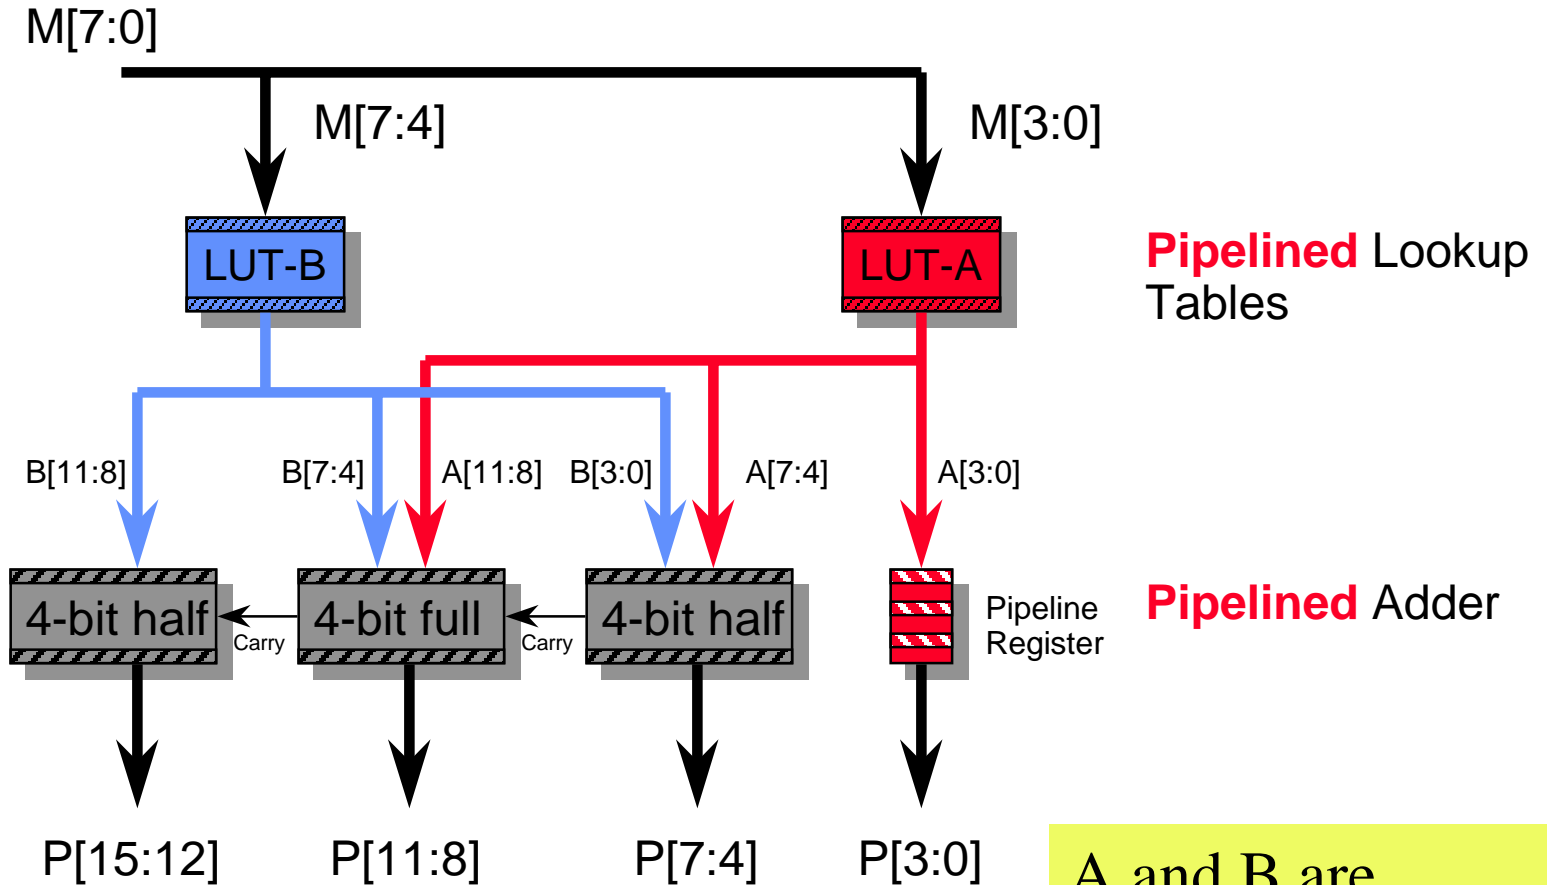 M[7:0]
M[7:4]
M[3:0]
LUT-B
LUT-A
Pipelined Lookup
Tables
B[11:8]
B[7:4]
A[11:8]
B[3:0]
A[7:4]
A[3:0]
4-bit half
Carry
4-bit full
Carry
4-bit half
Pipeline
Register
Pipelined Adder
P[15:12]
P[11:8]
P[7:4]
P[3:0]
A and B are